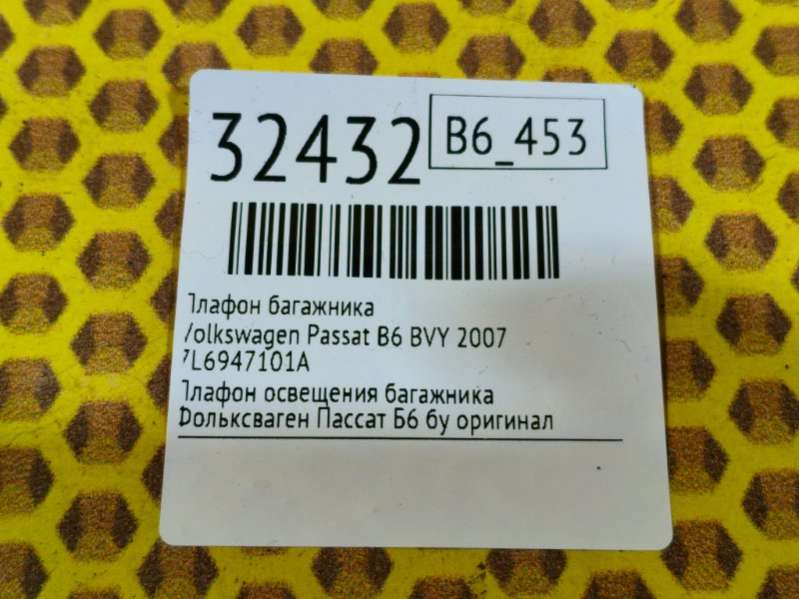 32432
B6_453
Плафон багажника
Volkswagen Passat B6 BVY 2007
7L6947101A
Плафон освещения багажника
Фольксваген Пассат Б6 бу оригинал